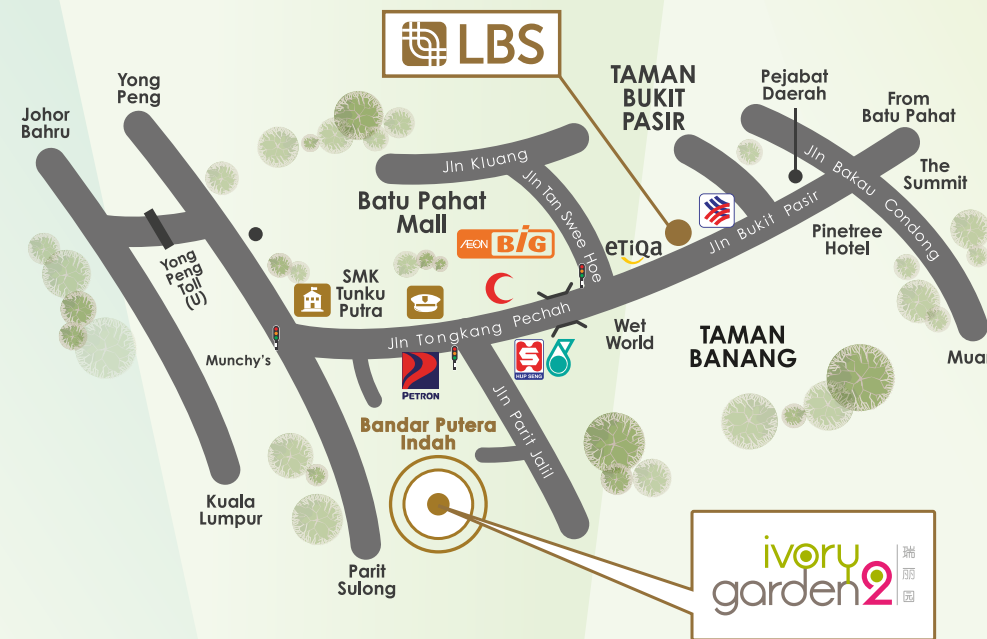 LBS
Yong
Peng
Johor
Bahru
TAMAN
BUKIT
PASIR
Pejabat
Daerah
From
Batu Pahat
Jln Kluang
Jln Tan Swee Hoe
Jln Bakau Condong
The
Summit
Batu Pahat
Mall
AEON BiG
eTiQa
Jln Bukit Pasir
Pinetree
Hotel
Yong
Peng
Toll
(U)
SMK
Tunku
Putra
Jln Tongkang Pechah
Wet
World
TAMAN
BANANG
Muar
Munchy's
PETRON
S
HUP SENG
Jln Parit Jalil
Bandar Putera
Indah
Kuala
Lumpur
Parit
Sulong
ivory
garden2
瑞丽园